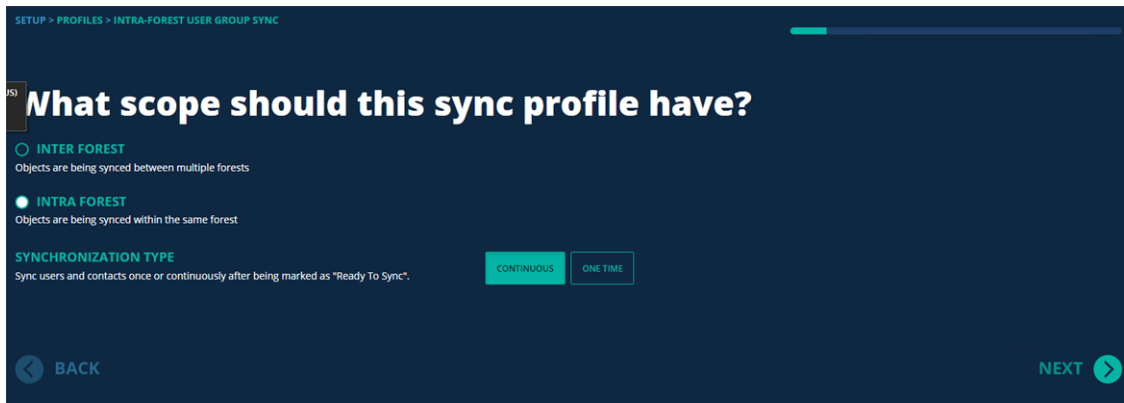 SETUP > PROFILES > INTRA-FOREST USER GROUP SYNC
JS)
What scope should this sync profile have?
INTER FOREST
Objects are being synced between multiple forests
INTRA FOREST
Objects are being synced within the same forest
SYNCHRONIZATION TYPE
Sync users and contacts once or continuously after being marked as "Ready To Sync".
CONTINUOUS
ONE TIME
BACK
NEXT